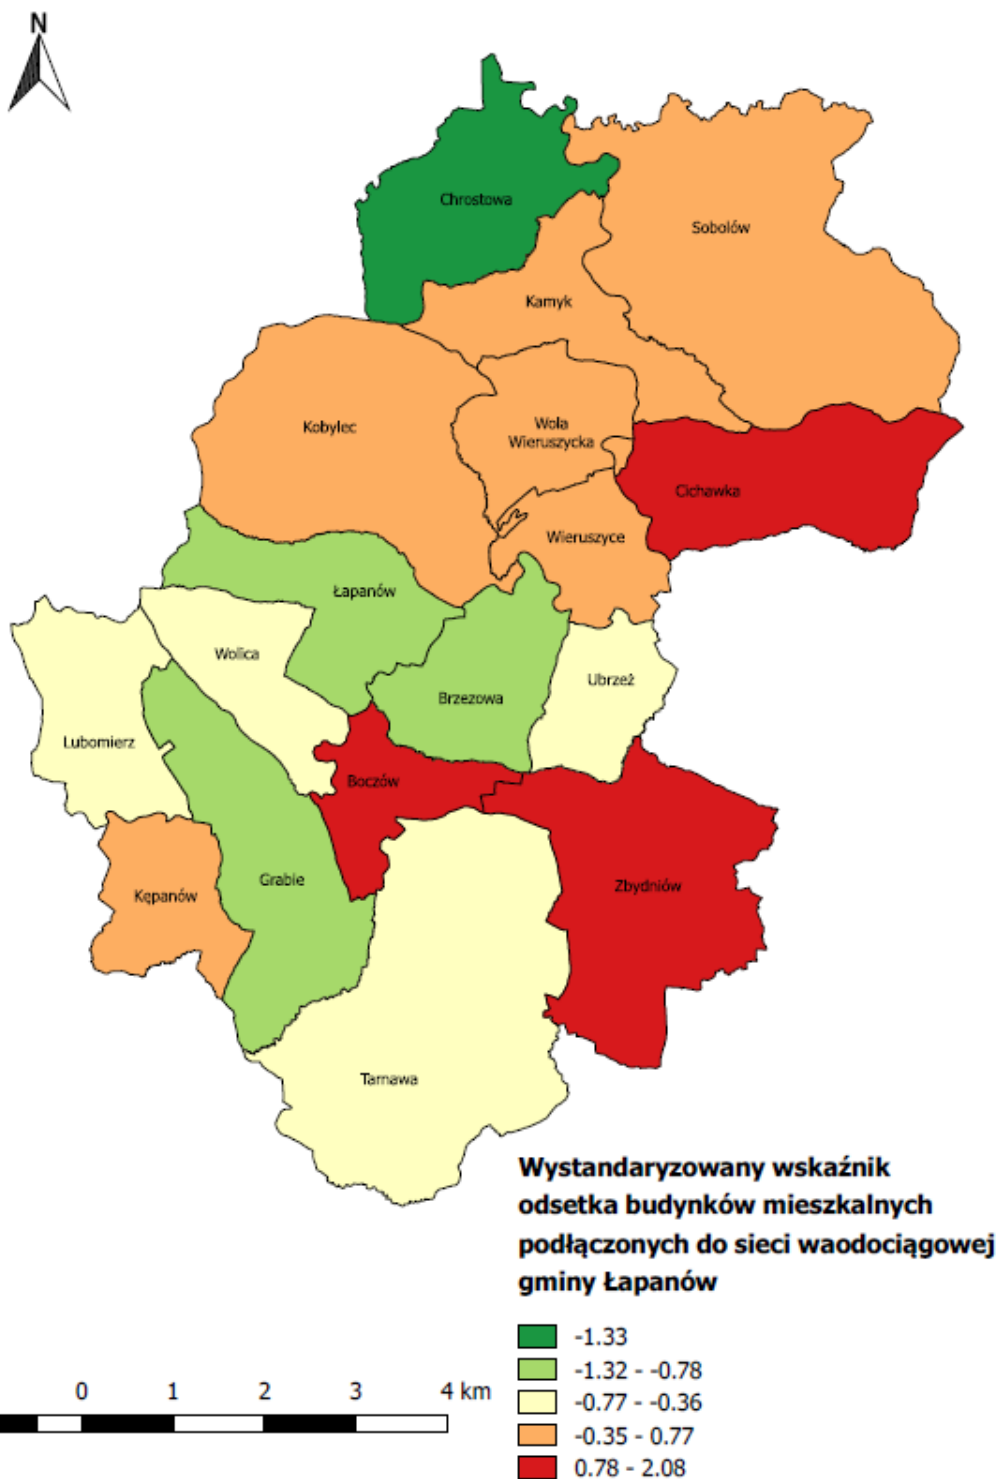 N
Chrostowa
Sobolów
Kamyk
Kobylec
Wola
Wieruszycka
Cichawka
Wieruszyce
Łapanów
Wolica
Ubrzeż
Brzezowa
Lubomierz
Boczów
Grabie
Zbydniów
Kępanów
Tarnawa
Wystandaryzowany wskaźnik
odsetka budynków mieszkalnych
podłączonych do sieci waodociągowej
gminy Łapanów
-1.33
-1.32 - -0.78
-0.77 - -0.36
-0.35 - 0.77
0.78 - 2.08
0 1 2 3 4 km